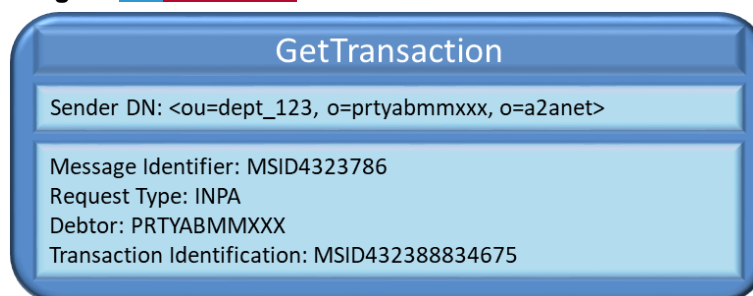 GetTransaction
Sender DN: <ou=dept_123, o=prtyabmmxxx, o=a2anet>
Message Identifier: MSID4323786
Request Type: INPA
Debtor: PRTYABMMXXX
Transaction Identification: MSID432388834675